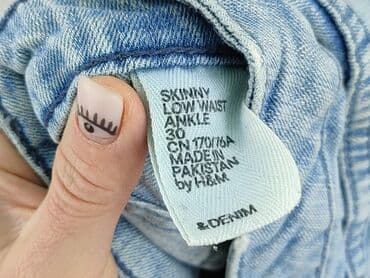 SKINNY
LOW WAIST
ANKLE
30
CN 170/76A
MADE IN
PAKISTAN
by H&M
&DENIM